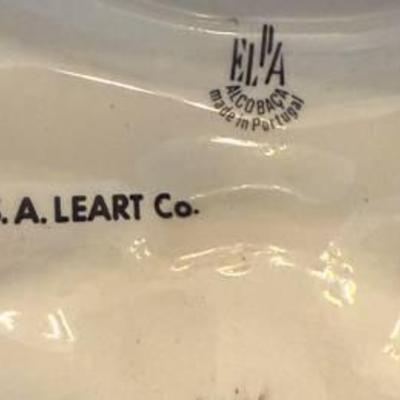 ELPA
ALCOBAÇA
made in Portugal
. A. LEART Co.